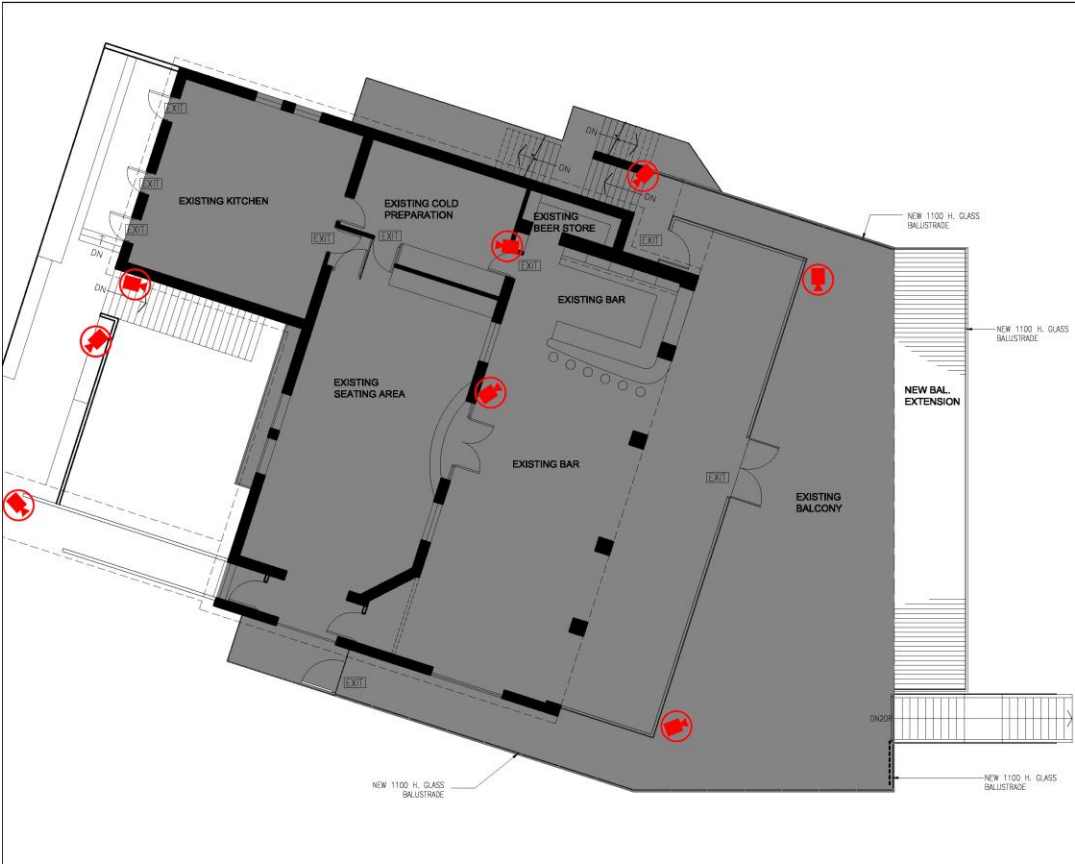 EXIT
DN
DN
EXISTING KITCHEN
EXIT
EXISTING COLD
PREPARATION
DN
EXISTING
BEER STORE
NEW 1100 H. GLASS
BALUSTRADE
EXIT
EXIT
EXIT
EXIT
EXIT
DN
EXIT
DN
EXISTING BAR
NEW 1100 H. GLASS
BALUSTRADE
EXISTING
SEATING AREA
NEW BAL.
EXTENSION
EXISTING BAR
EXIT
EXISTING
BALCONY
EXIT
DN20R
NEW 1100 H. GLASS
BALUSTRADE
NEW 1100 H. GLASS
BALUSTRADE